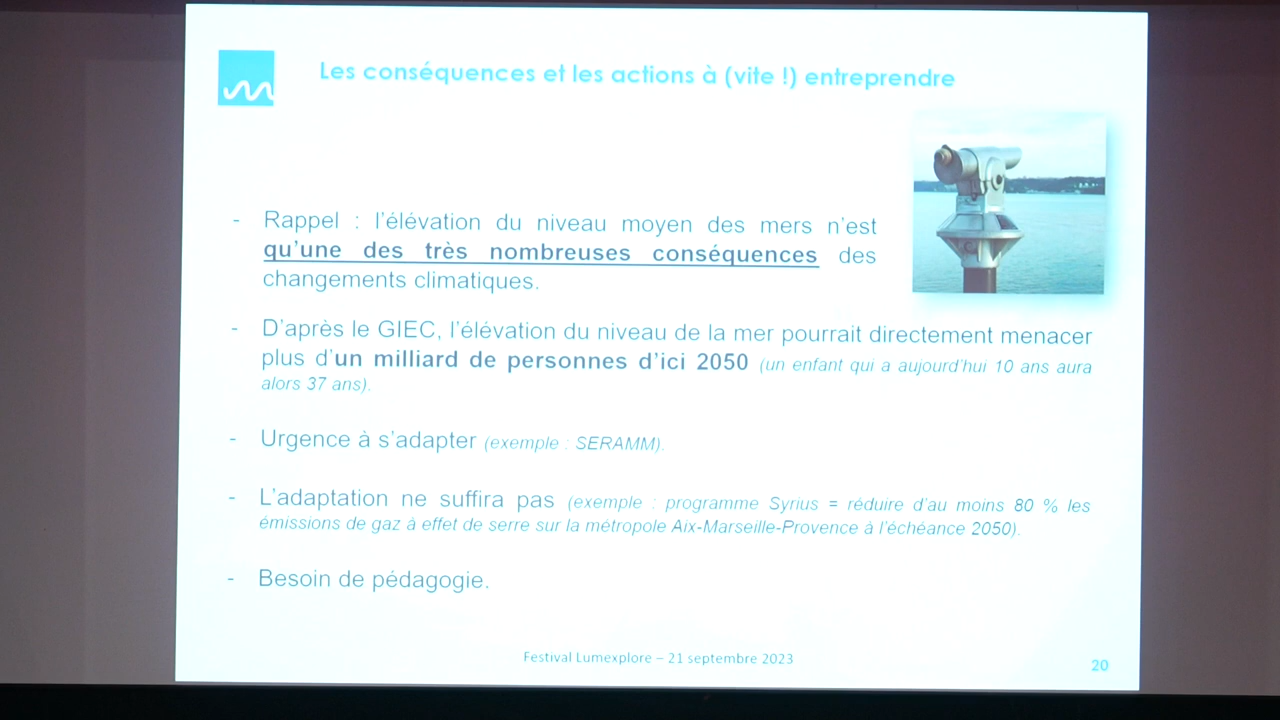 Les conséquences et les actions à (vite !) entreprendre
- Rappel : l'élévation du niveau moyen des mers n'est
qu'une des très nombreuses conséquences des
changements climatiques.
- D'après le GIEC, l'élévation du niveau de la mer pourrait directement menacer
plus d'un milliard de personnes d'ici 2050 (un enfant qui a aujourd'hui 10 ans aura
alors 37 ans).
- Urgence à s'adapter (exemple : SERAMM).
- L'adaptation ne suffira pas (exemple : programme Syrius = réduire d'au moins 80 % les
émissions de gaz à effet de serre sur la métropole Aix-Marseille-Provence à l'échéance 2050).
- Besoin de pédagogie.
Festival Lumexplore – 21 septembre 2023
20